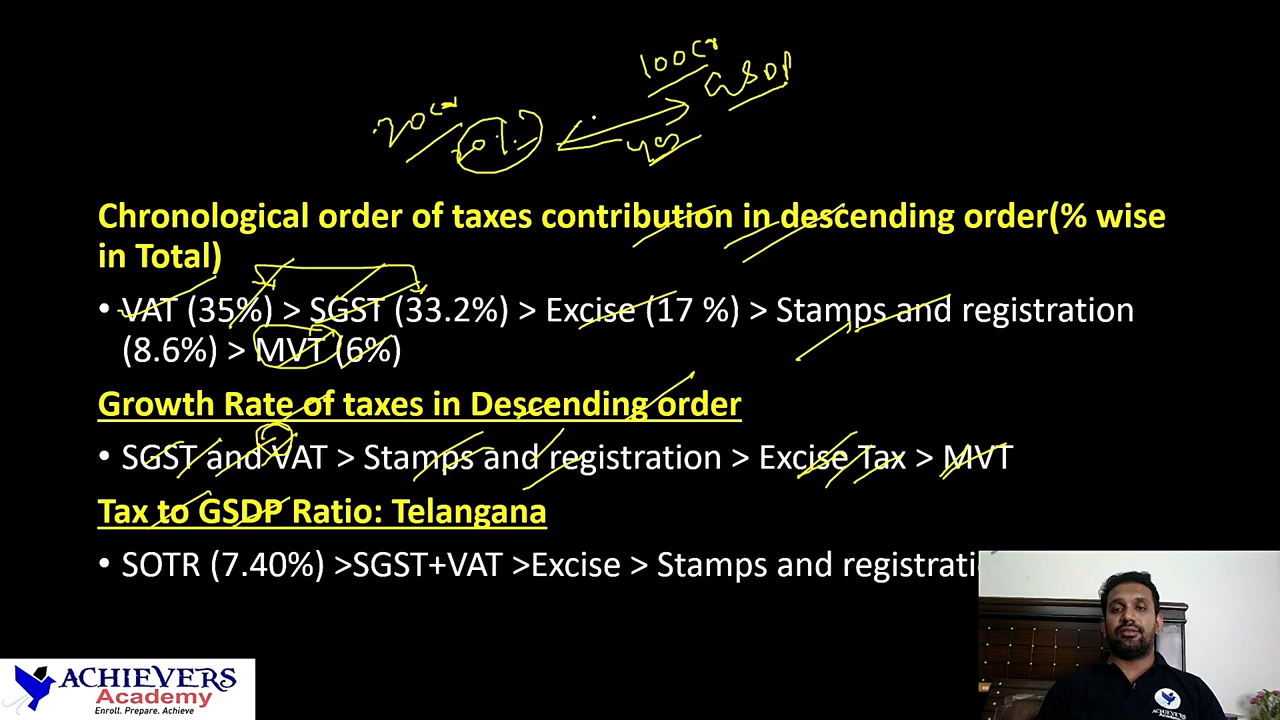 100Cr
GSDP
20Cr
Chronological order of taxes contribution in descending order(% wise
in Total)
• VAT (35%) > SGST (33.2%) > Excise (17 %) > Stamps and registration
(8.6%) > MVT (6%)
Growth Rate of taxes in Descending order
• SGST and VAT > Stamps and registration > Excise Tax > MVT
Tax to GSDP Ratio: Telangana
• SOTR (7.40%) >SGST+VAT >Excise > Stamps and registrati
ACHIEVERS
Academy
Enroll. Prepare. Achieve
ACHIEVERS